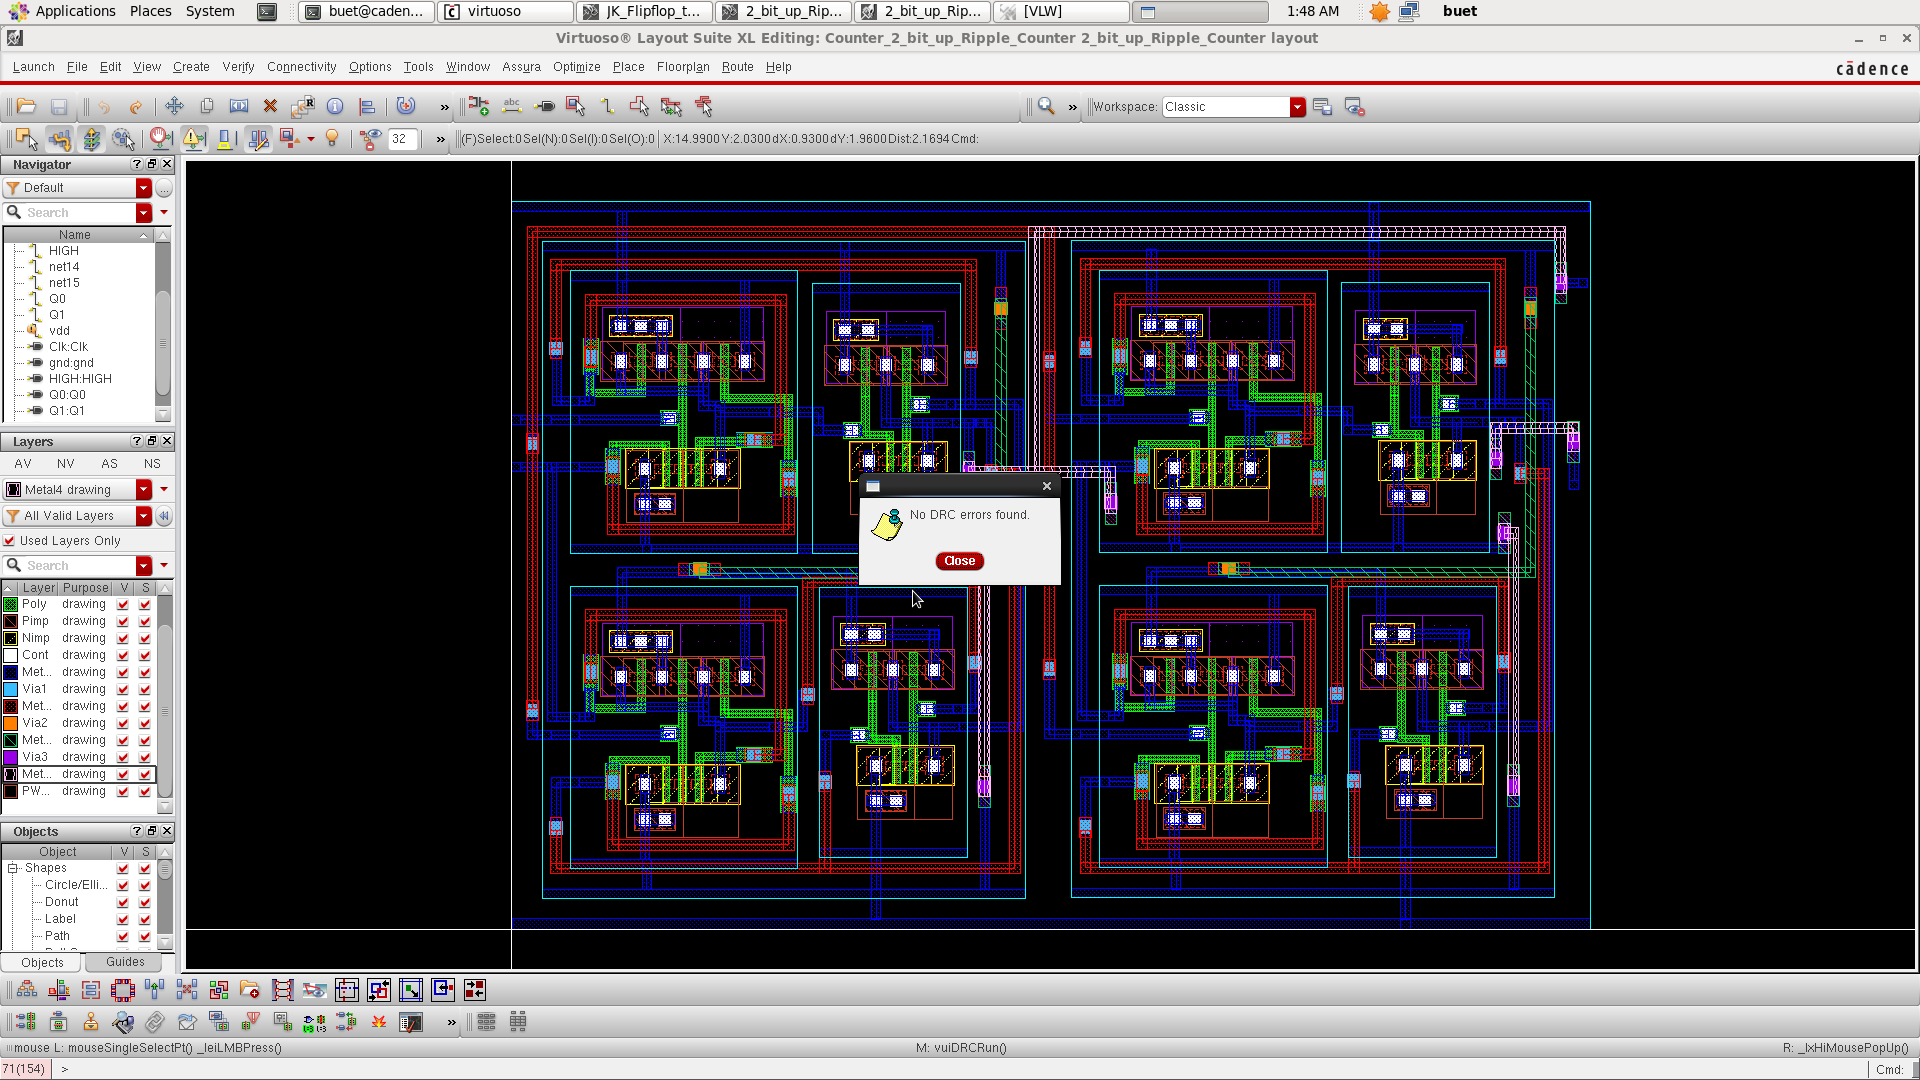 Applications Places System buet@caden... virtuoso JK_Flipflop_t... 2_bit_up_Rip... 2_bit_up_Rip... [VLW] 1:48 AM buet
Virtuoso® Layout Suite XL Editing: Counter_2_bit_up_Ripple_Counter 2_bit_up_Ripple_Counter layout
Launch File Edit View Create Verify Connectivity Options Tools Window Assura Optimize Place Floorplan Route Help cādence
» » Workspace: Classic
32 » (F)Select:0 Sel(N):0 Sel(I):0 Sel(O):0 X:14.9900 Y:2.0300 dX:0.9300 dY:1.9600 Dist:2.1694 Cmd:
Navigator
Default
Search
Name
HIGH
net14
net15
Q0
Q1
vdd
Clk:Clk
gnd:gnd
HIGH:HIGH
Q0:Q0
Q1:Q1
Layers
AV NV AS NS
Metal4 drawing
All Valid Layers
Used Layers Only
Search
Layer Purpose V S
Poly drawing
Pimp drawing
Nimp drawing
Cont drawing
Met... drawing
Via1 drawing
Met... drawing
Via2 drawing
Met... drawing
Via3 drawing
Met... drawing
PW... drawing
Objects
Object V S
Shapes
Circle/Elli...
Donut
Label
Path
Objects Guides
No DRC errors found.
Close
»
mouse L: mouseSingleSelectPt() _leiLMBPress() M: vuiDRCRun() R: _lxHiMousePopUp()
71(154) > Cmd: